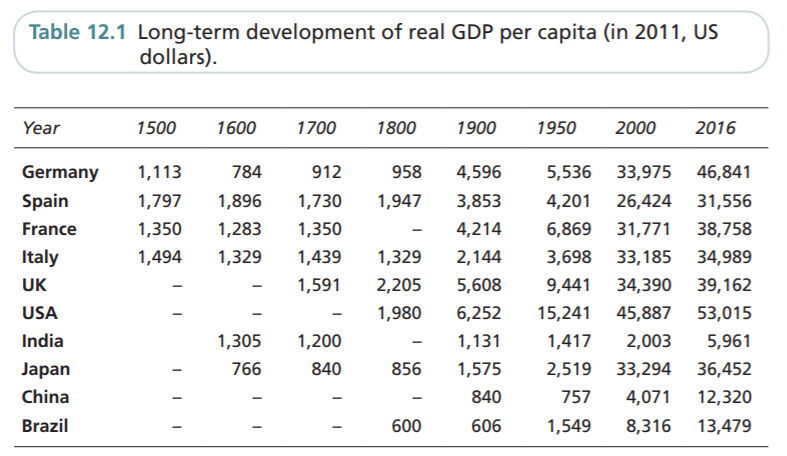 Table 12.1 Long-term development of real GDP per capita (in 2011, US
dollars).
Year 1500 1600 1700 1800 1900 1950 2000 2016
Germany 1,113 784 912 958 4,596 5,536 33,975 46,841
Spain 1,797 1,896 1,730 1,947 3,853 4,201 26,424 31,556
France 1,350 1,283 1,350 – 4,214 6,869 31,771 38,758
Italy 1,494 1,329 1,439 1,329 2,144 3,698 33,185 34,989
UK – – 1,591 2,205 5,608 9,441 34,390 39,162
USA – – – 1,980 6,252 15,241 45,887 53,015
India 1,305 1,200 – 1,131 1,417 2,003 5,961
Japan – 766 840 856 1,575 2,519 33,294 36,452
China – – – – 840 757 4,071 12,320
Brazil – – – 600 606 1,549 8,316 13,479